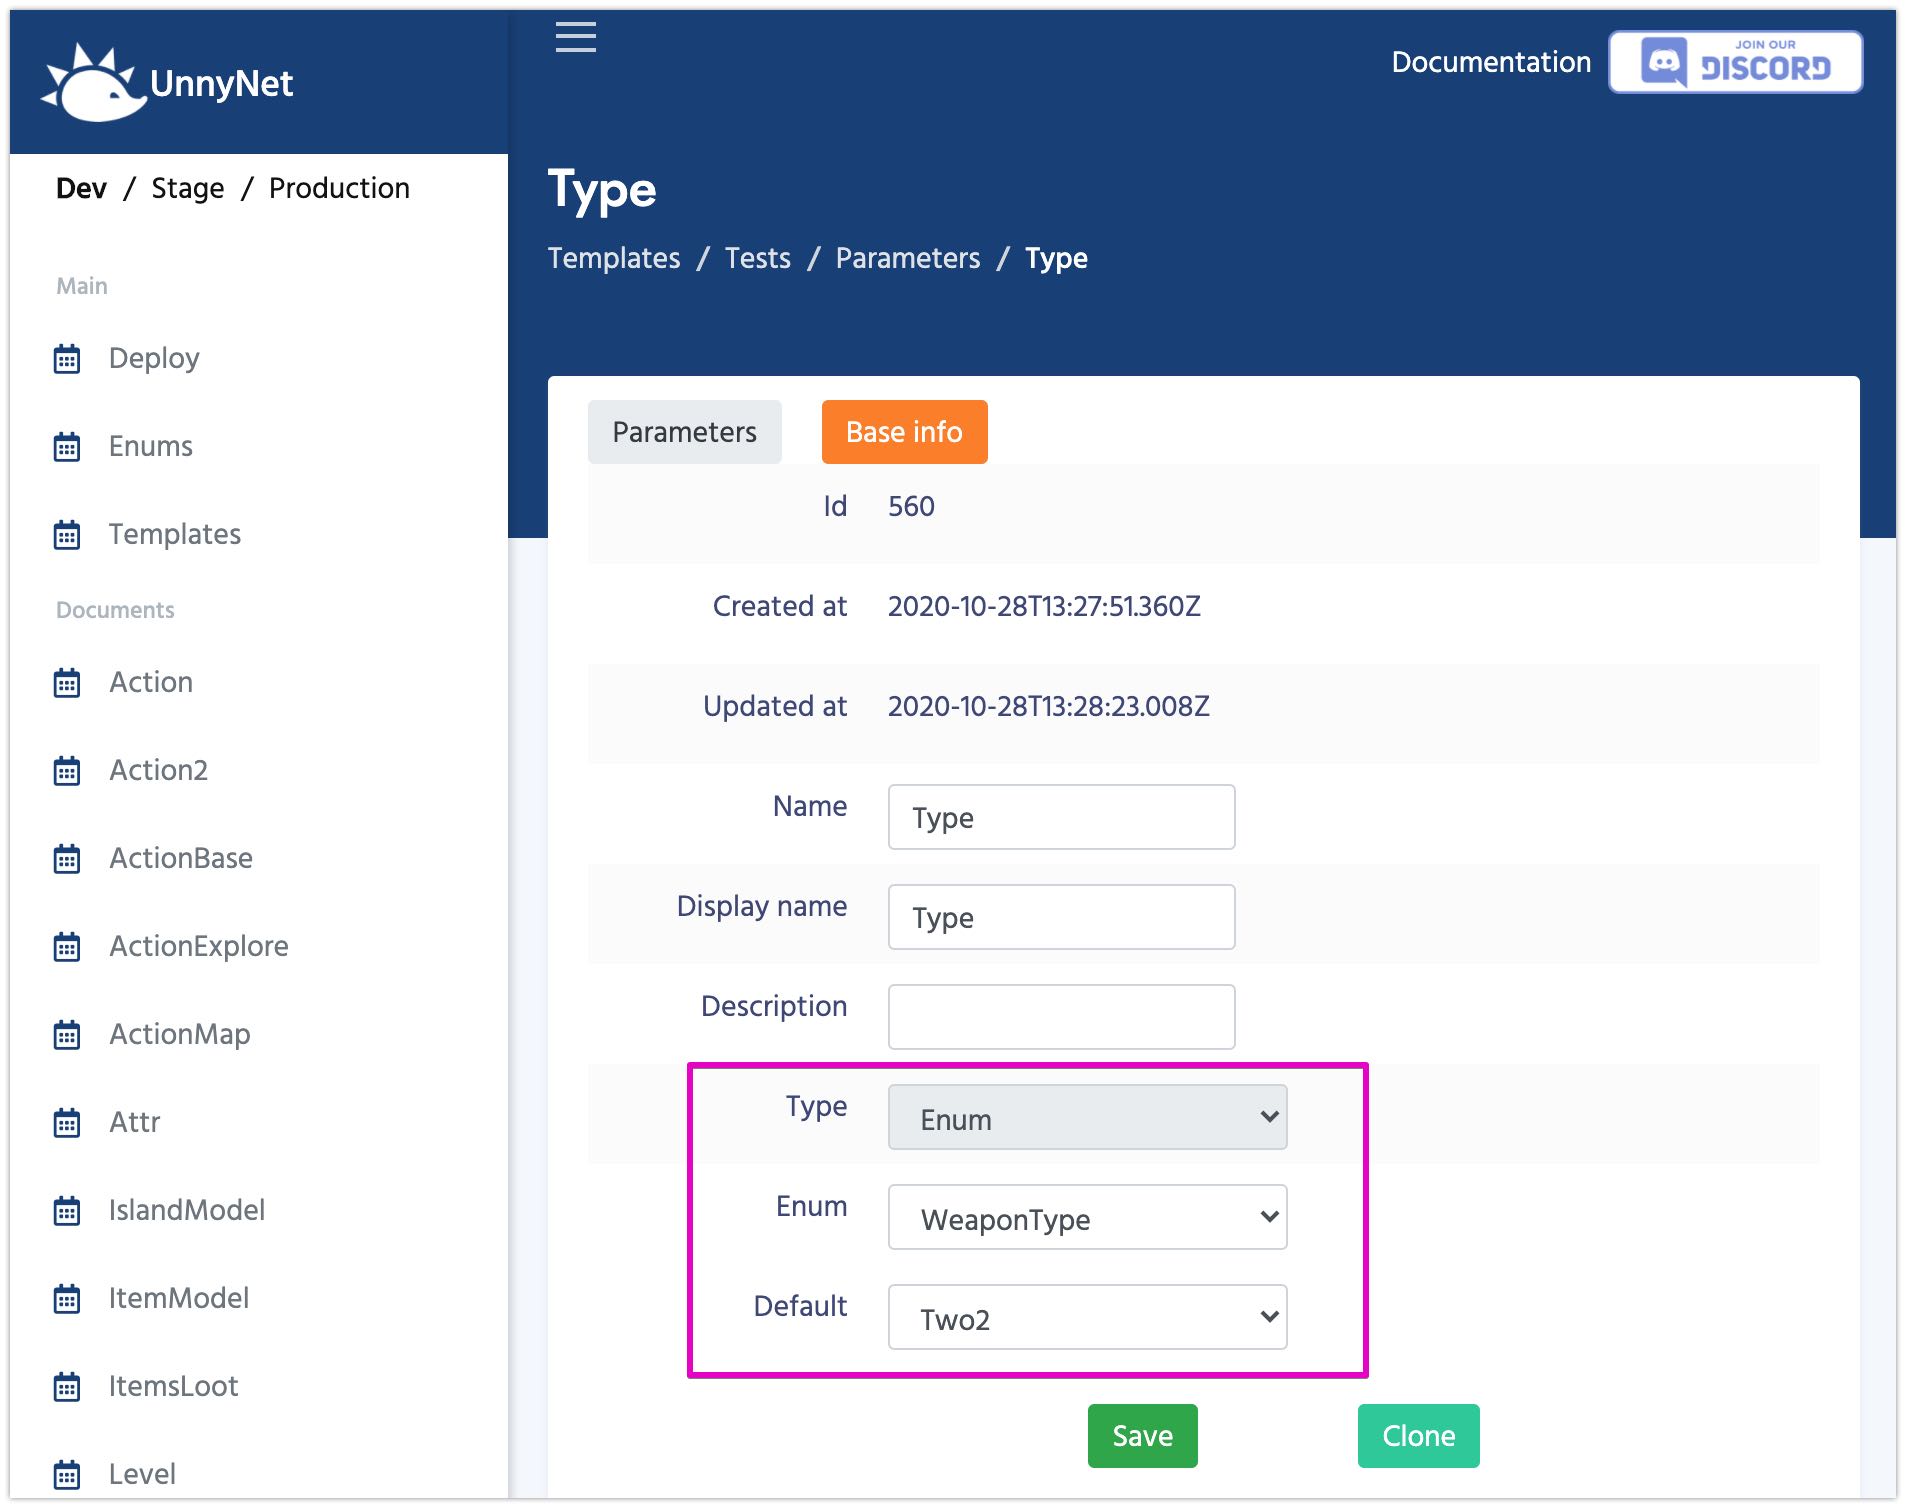 UnnyNet
Documentation
JOIN OUR
DISCORD
Dev / Stage / Production
Main
Deploy
Enums
Templates
Documents
Action
Action2
ActionBase
ActionExplore
ActionMap
Attr
IslandModel
ItemModel
ItemsLoot
Level
Type
Templates / Tests / Parameters / Type
Parameters
Base info
Id 560
Created at 2020-10-28T13:27:51.360Z
Updated at 2020-10-28T13:28:23.008Z
Name Type
Display name Type
Description
Type Enum
Enum WeaponType
Default Two2
Save
Clone